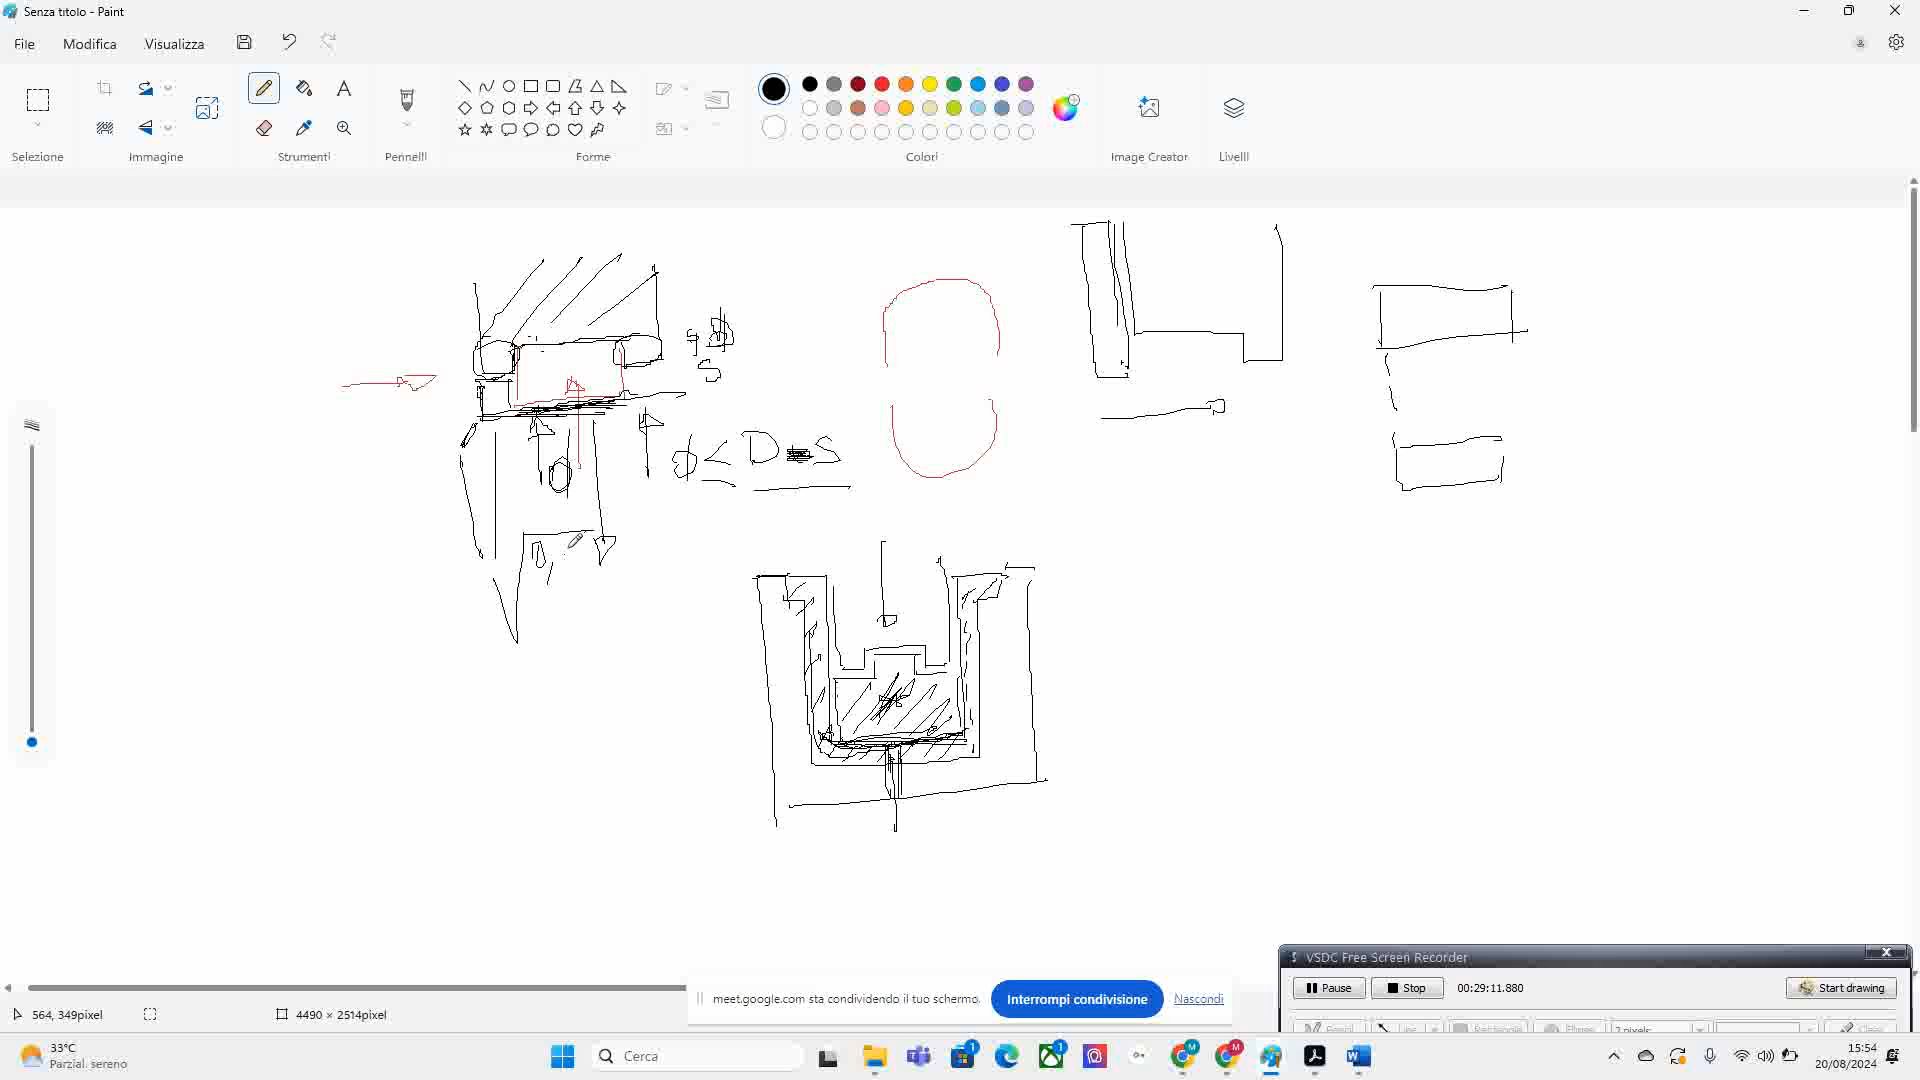 Senza titolo - Paint
File Modifica Visualizza
Selezione Immagine Strumenti Pennelli Forme Colori Image Creator Livelli
S
D S
564, 349pixel 4490 × 2514pixel
meet.google.com sta condividendo il tuo schermo. Interrompi condivisione Nascondi
VSDC Free Screen Recorder
Pause Stop 00:29:11.880 Start drawing
33°C
Parzial. sereno
Cerca
1 1 M M
15:54
20/08/2024